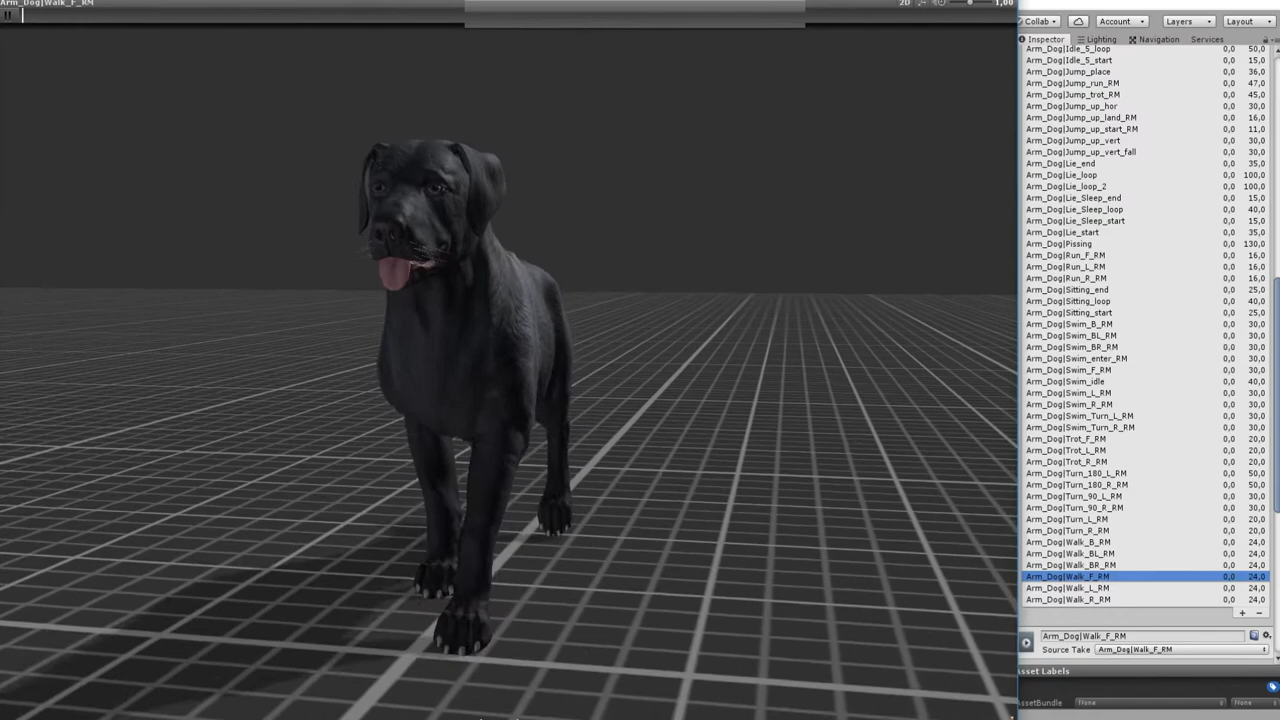 Arm_Dog|Walk_F_RM
2D
1,00
Collab
Account
Layers
Layout
Inspector
Lighting
Navigation
Services
Arm_Dog|Idle_5_loop 0,0 50,0
Arm_Dog|Idle_5_start 0,0 15,0
Arm_Dog|Jump_place 0,0 36,0
Arm_Dog|Jump_run_RM 0,0 47,0
Arm_Dog|Jump_trot_RM 0,0 45,0
Arm_Dog|Jump_up_hor 0,0 30,0
Arm_Dog|Jump_up_land_RM 0,0 16,0
Arm_Dog|Jump_up_start_RM 0,0 11,0
Arm_Dog|Jump_up_vert 0,0 30,0
Arm_Dog|Jump_up_vert_fall 0,0 30,0
Arm_Dog|Lie_end 0,0 35,0
Arm_Dog|Lie_loop 0,0 100,0
Arm_Dog|Lie_loop_2 0,0 100,0
Arm_Dog|Lie_Sleep_end 0,0 15,0
Arm_Dog|Lie_Sleep_loop 0,0 40,0
Arm_Dog|Lie_Sleep_start 0,0 15,0
Arm_Dog|Lie_start 0,0 35,0
Arm_Dog|Pissing 0,0 130,0
Arm_Dog|Run_F_RM 0,0 16,0
Arm_Dog|Run_L_RM 0,0 16,0
Arm_Dog|Run_R_RM 0,0 16,0
Arm_Dog|Sitting_end 0,0 25,0
Arm_Dog|Sitting_loop 0,0 40,0
Arm_Dog|Sitting_start 0,0 25,0
Arm_Dog|Swim_B_RM 0,0 30,0
Arm_Dog|Swim_BL_RM 0,0 30,0
Arm_Dog|Swim_BR_RM 0,0 30,0
Arm_Dog|Swim_enter_RM 0,0 30,0
Arm_Dog|Swim_F_RM 0,0 30,0
Arm_Dog|Swim_idle 0,0 40,0
Arm_Dog|Swim_L_RM 0,0 30,0
Arm_Dog|Swim_R_RM 0,0 30,0
Arm_Dog|Swim_Turn_L_RM 0,0 30,0
Arm_Dog|Swim_Turn_R_RM 0,0 30,0
Arm_Dog|Trot_F_RM 0,0 20,0
Arm_Dog|Trot_L_RM 0,0 20,0
Arm_Dog|Trot_R_RM 0,0 20,0
Arm_Dog|Turn_180_L_RM 0,0 50,0
Arm_Dog|Turn_180_R_RM 0,0 50,0
Arm_Dog|Turn_90_L_RM 0,0 30,0
Arm_Dog|Turn_90_R_RM 0,0 30,0
Arm_Dog|Turn_L_RM 0,0 20,0
Arm_Dog|Turn_R_RM 0,0 20,0
Arm_Dog|Walk_B_RM 0,0 24,0
Arm_Dog|Walk_BL_RM 0,0 24,0
Arm_Dog|Walk_BR_RM 0,0 24,0
Arm_Dog|Walk_F_RM 0,0 24,0
Arm_Dog|Walk_L_RM 0,0 24,0
Arm_Dog|Walk_R_RM 0,0 24,0
Arm_Dog|Walk_F_RM
Source Take Arm_Dog|Walk_F_RM
Asset Labels
AssetBundle None None